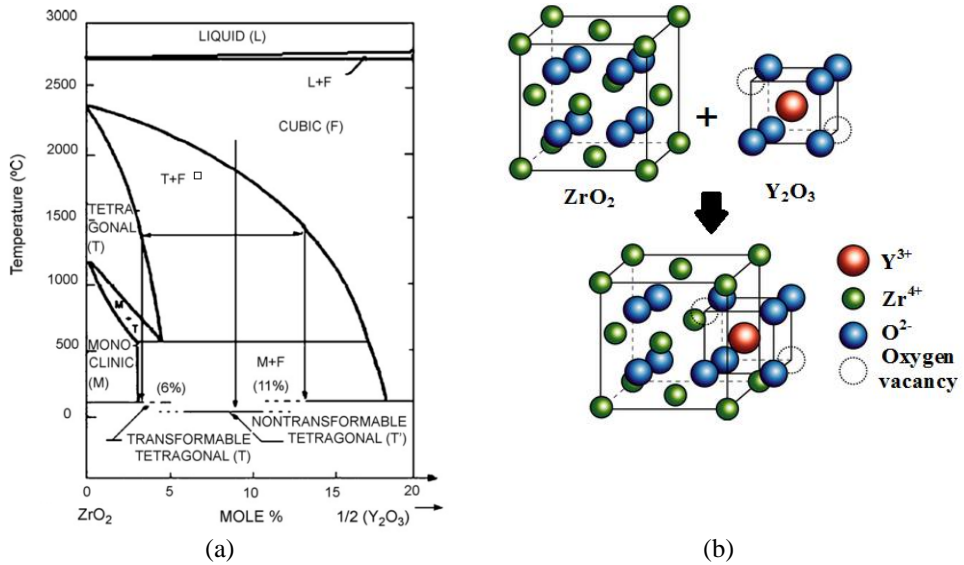 3000
LIQUID (L)
L+F
2500
CUBIC (F)
2000
T+F
1500
TETRA
GONAL
(T)
1000
M
+
T
MONO
CLINIC
(M)
500
M+F
(6%)
(11%)
0
NONTRANSFORMABLE
TETRAGONAL (T')
TRANSFORMABLE
TETRAGONAL (T)
Temperature (ºC)
0
5
10
15
20
ZrO₂
MOLE %
1/2 (Y₂O₃)
(a)
+
ZrO₂
Y₂O₃
Y³⁺
Zr⁴⁺
O²⁻
Oxygen
vacancy
(b)